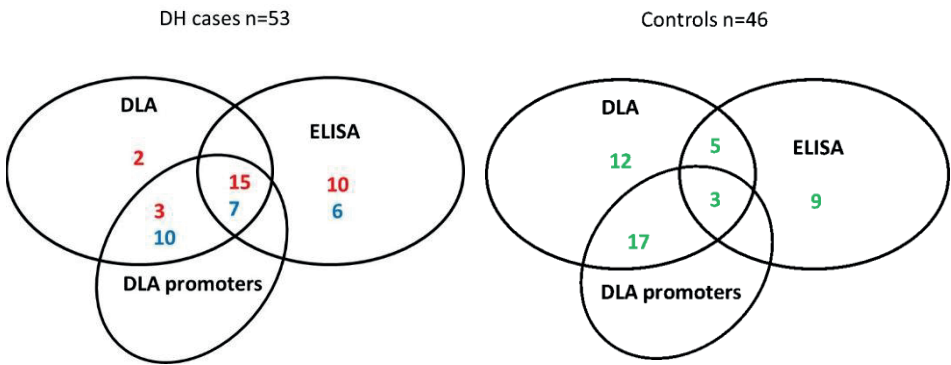 DH cases n=53
Controls n=46
DLA
ELISA
2
15
10
3
7
6
10
DLA promoters
DLA
5
ELISA
12
3
9
17
DLA promoters